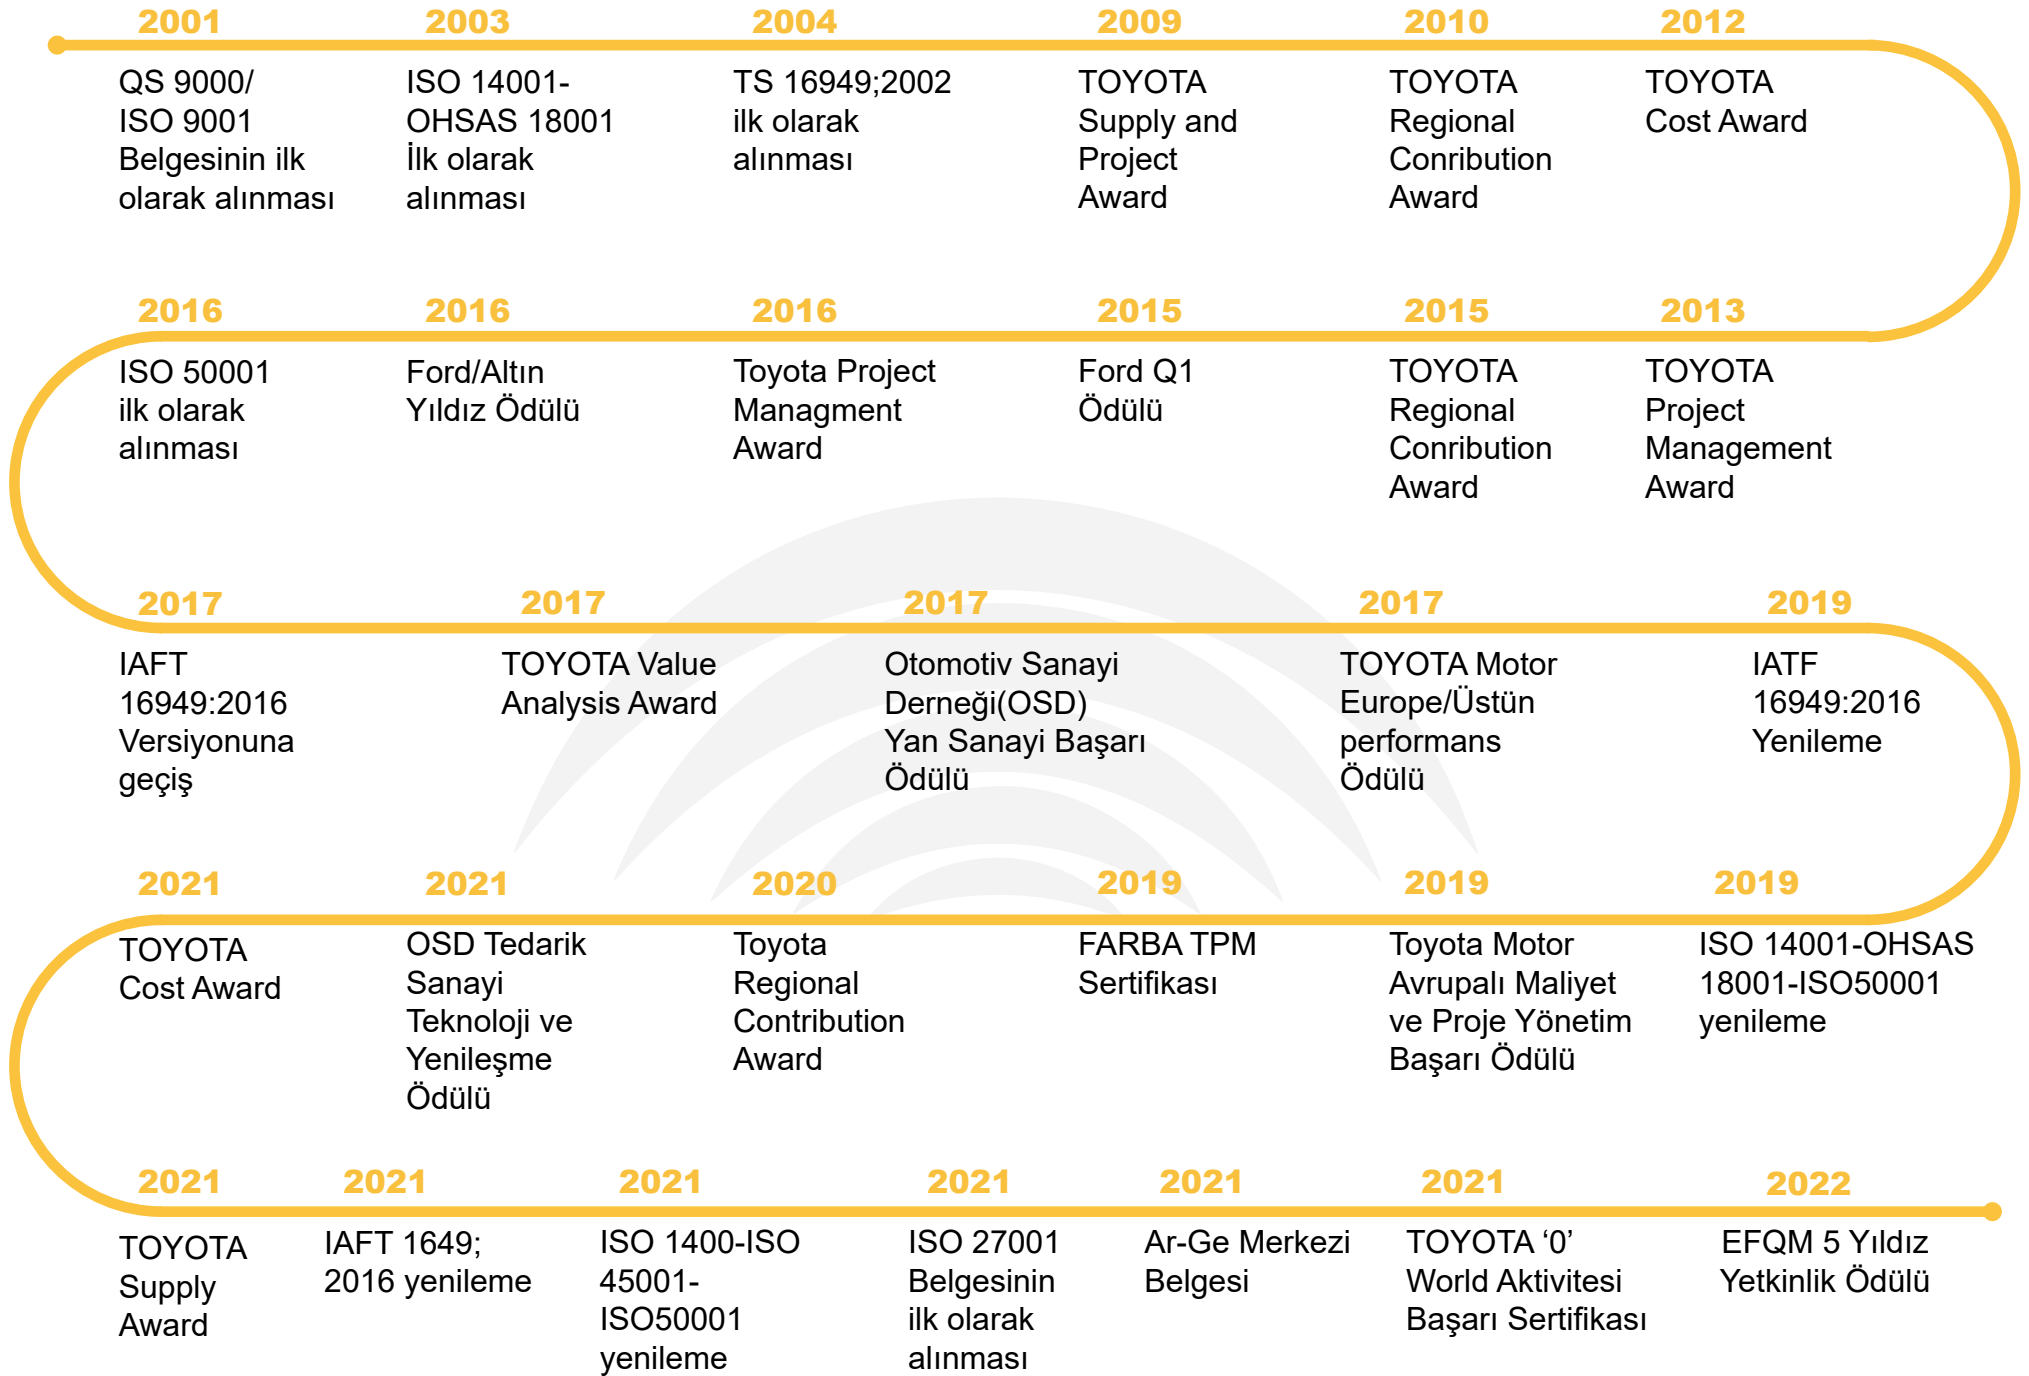 2001
QS 9000/
ISO 9001
Belgesinin ilk
olarak alınması
2003
ISO 14001-
OHSAS 18001
İlk olarak
alınması
2004
TS 16949;2002
ilk olarak
alınması
2009
TOYOTA
Supply and
Project
Award
2010
TOYOTA
Regional
Conribution
Award
2012
TOYOTA
Cost Award
2013
TOYOTA
Project
Management
Award
2015
TOYOTA
Regional
Conribution
Award
2015
Ford Q1
Ödülü
2016
Toyota Project
Managment
Award
2016
Ford/Altın
Yıldız Ödülü
2016
ISO 50001
ilk olarak
alınması
2017
IAFT
16949:2016
Versiyonuna
geçiş
2017
TOYOTA Value
Analysis Award
2017
Otomotiv Sanayi
Derneği(OSD)
Yan Sanayi Başarı
Ödülü
2017
TOYOTA Motor
Europe/Üstün
performans
Ödülü
2019
IATF
16949:2016
Yenileme
2019
ISO 14001-OHSAS
18001-ISO50001
yenileme
2019
Toyota Motor
Avrupalı Maliyet
ve Proje Yönetim
Başarı Ödülü
2019
FARBA TPM
Sertifikası
2020
Toyota
Regional
Contribution
Award
2021
OSD Tedarik
Sanayi
Teknoloji ve
Yenileşme
Ödülü
2021
TOYOTA
Cost Award
2021
TOYOTA
Supply
Award
2021
IAFT 1649;
2016 yenileme
2021
ISO 1400-ISO
45001-
ISO50001
yenileme
2021
ISO 27001
Belgesinin
ilk olarak
alınması
2021
Ar-Ge Merkezi
Belgesi
2021
TOYOTA ‘0’
World Aktivitesi
Başarı Sertifikası
2022
EFQM 5 Yıldız
Yetkinlik Ödülü